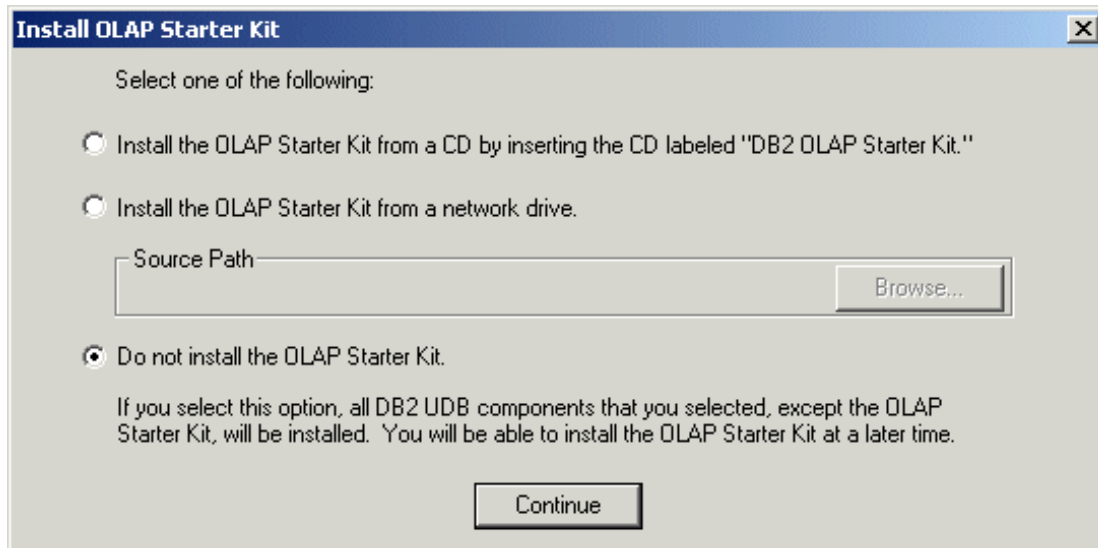 Install OLAP Starter Kit
Select one of the following:
Install the OLAP Starter Kit from a CD by inserting the CD labeled "DB2 OLAP Starter Kit."
Install the OLAP Starter Kit from a network drive.
Source Path
Browse...
Do not install the OLAP Starter Kit.
If you select this option, all DB2 UDB components that you selected, except the OLAP
Starter Kit, will be installed. You will be able to install the OLAP Starter Kit at a later time.
Continue